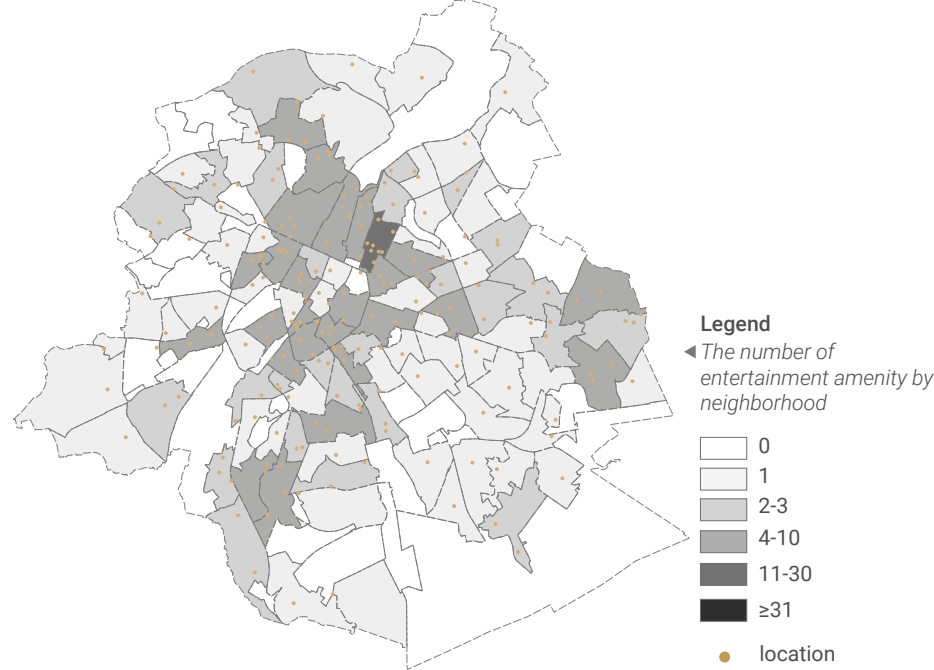 Legend
◀ The number of
entertainment amenity by
neighborhood
0
1
2-3
4-10
11-30
≥31
location